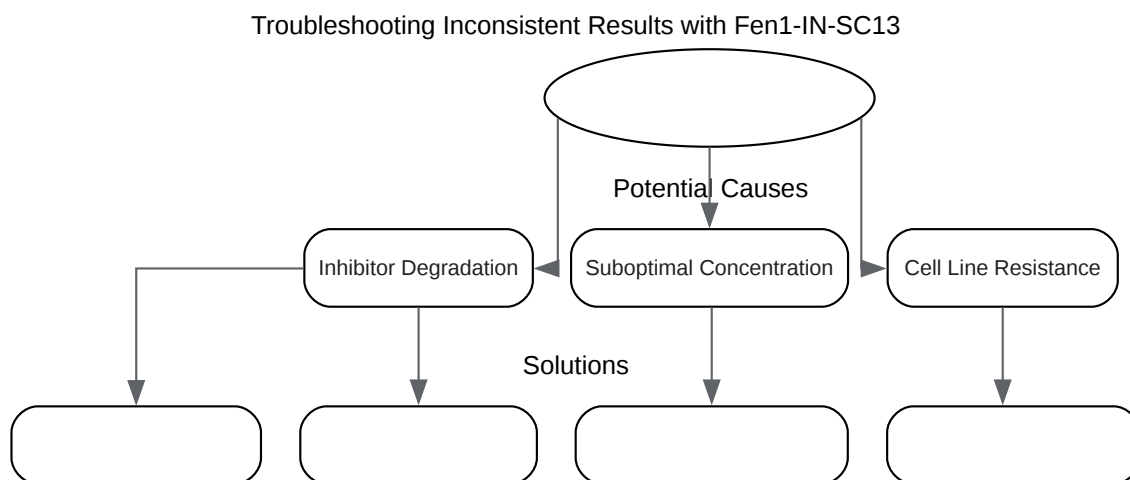 Troubleshooting Inconsistent Results with Fen1-IN-SC13
Potential Causes
Inhibitor Degradation
Suboptimal Concentration
Cell Line Resistance
Solutions